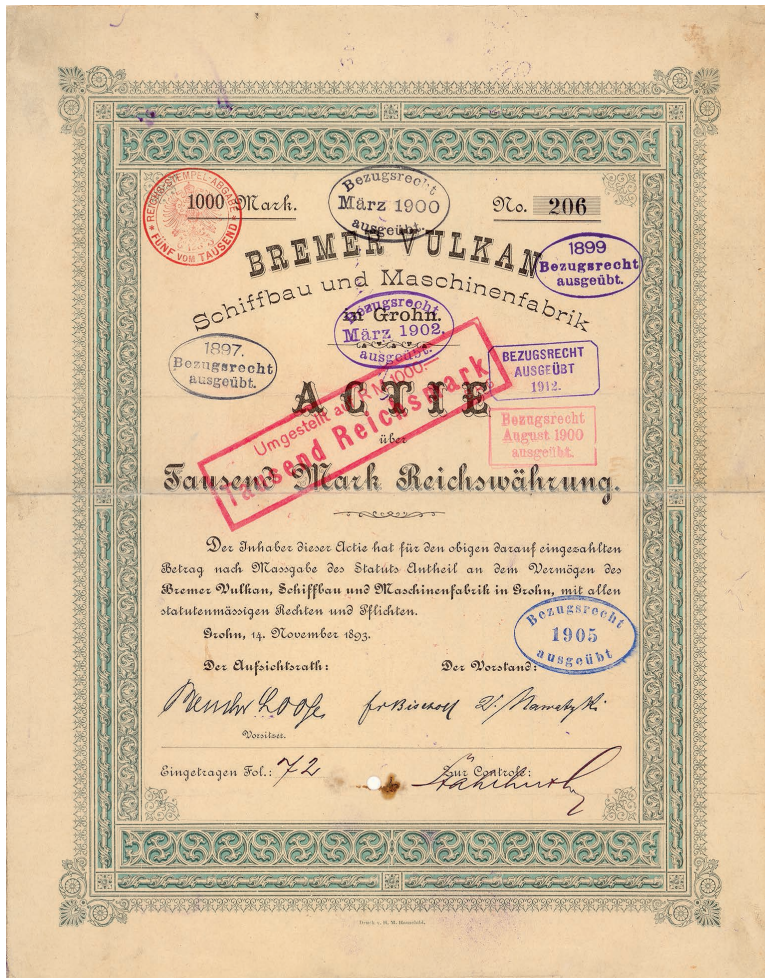 REICHS-STEMPEL-ABGABE
FÜNF VOM TAUSEND
1000 Mark.
Bezugsrecht
März 1900
ausgeübt.
No. 206
BREMER VULKAN
1899
Bezugsrecht
ausgeübt.
Schiffbau und Maschinenfabrik
in Grohn.
Bezugsrecht
März 1902.
ausgeübt.
1897.
Bezugsrecht
ausgeübt.
BEZUGSRECHT
AUSGEÜBT
1912.
ACTIE
Umgestellt auf RM 1000.-
Tausend Reichsmark
Bezugsrecht
August 1900
ausgeübt.
über
Tausend Mark Reichswährung.
Der Inhaber dieser Actie hat für den obigen darauf eingezahlten
Betrag nach Massgabe des Statuts Antheil an dem Vermögen des
Bremer Vulkan, Schiffbau und Maschinenfabrik in Grohn, mit allen
statutenmässigen Rechten und Pflichten.
Grohn, 14. November 1893.
Bezugsrecht
1905
ausgeübt
Der Aufsichtsrath:
Der Vorstand:
Loose
fr Bischoff
V. Nawatzki
Vorsitzer.
Eingetragen Fol.: 72
Zur Controle: